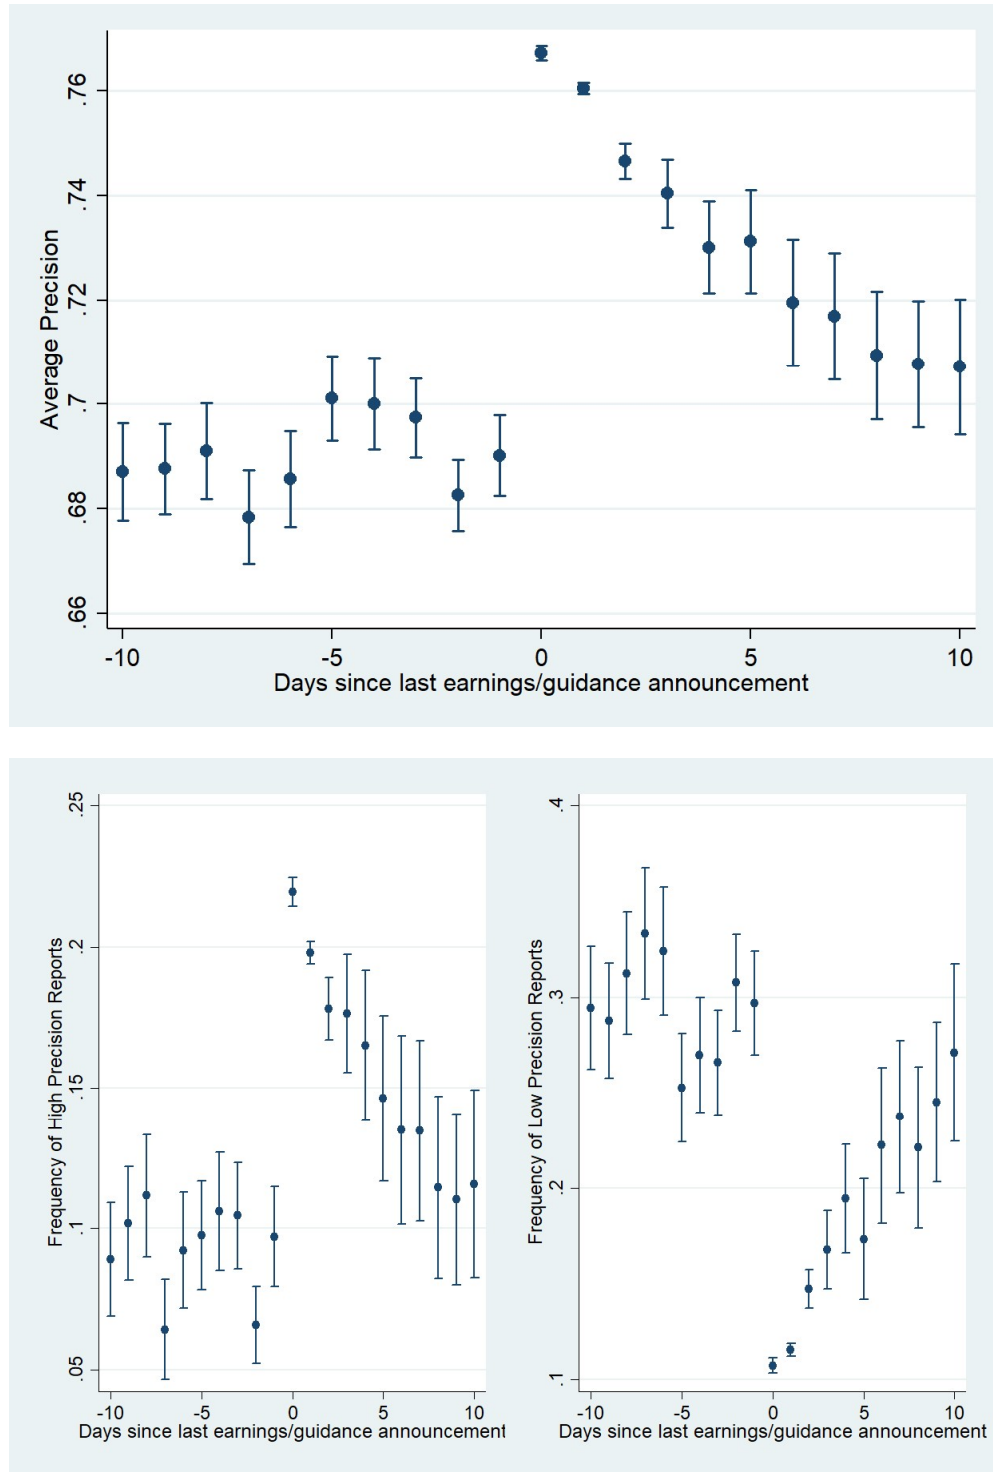 Average Precision
.76
.74
.72
.7
.68
.66
-10 -5 0 5 10
Days since last earnings/guidance announcement
Frequency of High Precision Reports
.25
.2
.15
.1
.05
-10 -5 0 5 10
Days since last earnings/guidance announcement
Frequency of Low Precision Reports
.4
.3
.2
.1
-10 -5 0 5 10
Days since last earnings/guidance announcement